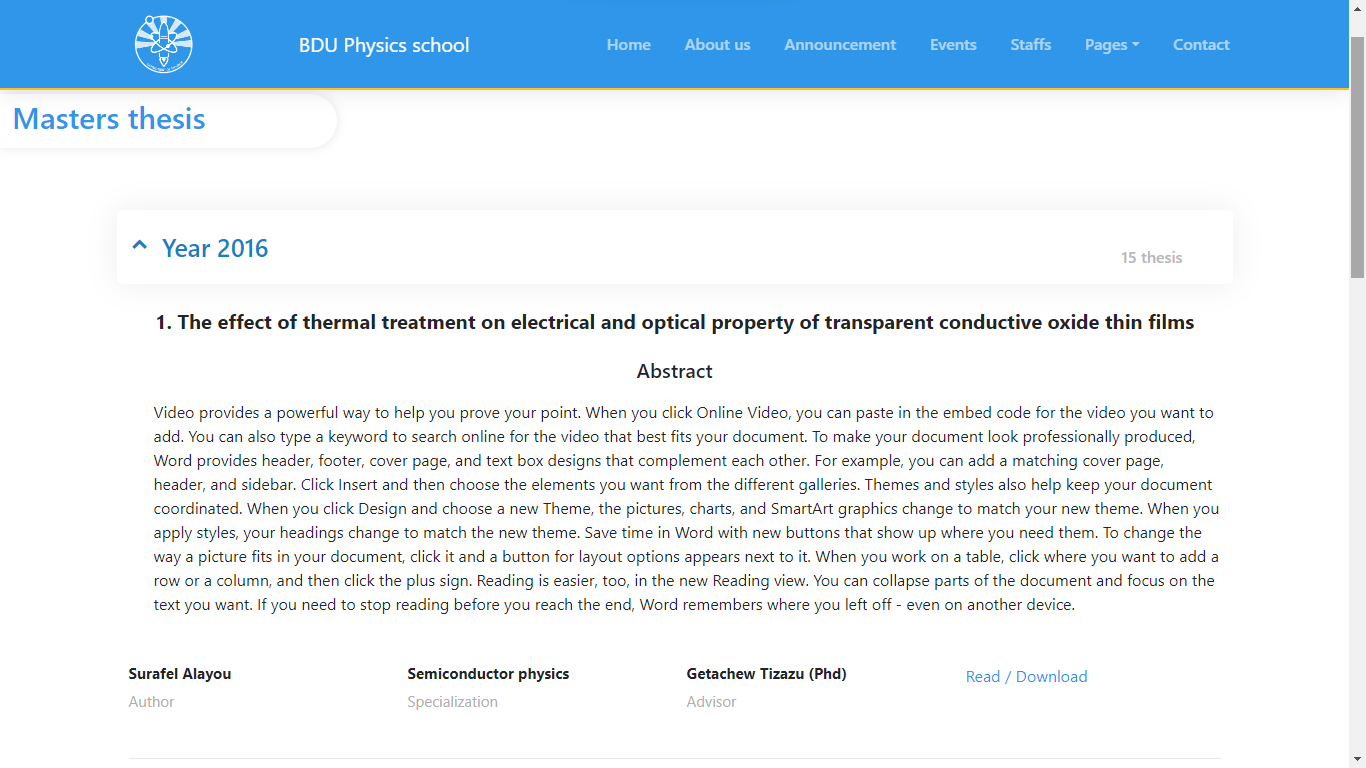 BDU Physics school
Home
About us
Announcement
Events
Staffs
Pages
Contact
Masters thesis
Year 2016
15 thesis
1. The effect of thermal treatment on electrical and optical property of transparent conductive oxide thin films
Abstract
Video provides a powerful way to help you prove your point. When you click Online Video, you can paste in the embed code for the video you want to
add. You can also type a keyword to search online for the video that best fits your document. To make your document look professionally produced,
Word provides header, footer, cover page, and text box designs that complement each other. For example, you can add a matching cover page,
header, and sidebar. Click Insert and then choose the elements you want from the different galleries. Themes and styles also help keep your document
coordinated. When you click Design and choose a new Theme, the pictures, charts, and SmartArt graphics change to match your new theme. When you
apply styles, your headings change to match the new theme. Save time in Word with new buttons that show up where you need them. To change the
way a picture fits in your document, click it and a button for layout options appears next to it. When you work on a table, click where you want to add a
row or a column, and then click the plus sign. Reading is easier, too, in the new Reading view. You can collapse parts of the document and focus on the
text you want. If you need to stop reading before you reach the end, Word remembers where you left off - even on another device.
Surafel Alayou
Author
Semiconductor physics
Specialization
Getachew Tizazu (Phd)
Advisor
Read / Download